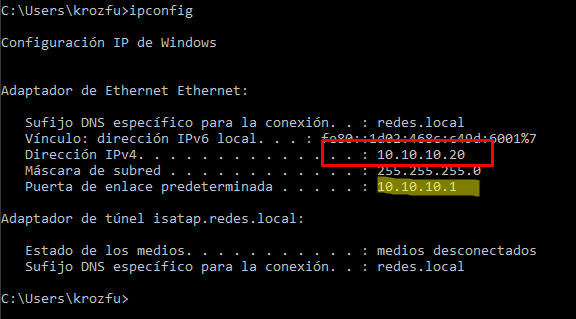 C:\Users\krozfu>ipconfig
Configuración IP de Windows
Adaptador de Ethernet Ethernet:
Sufijo DNS específico para la conexión. . : redes.local
Vínculo: dirección IPv6 local. . . : fe80::1d02:468c:c49d:6001%7
Dirección IPv4. . . . . . . . . . . . . . 10.10.10.20
Máscara de subred . . . . . . . . . . . . : 255.255.255.0
Puerta de enlace predeterminada . . . . . : 10.10.10.1
Adaptador de túnel isatap.redes.local:
Estado de los medios. . . . . . . . . . . : medios desconectados
Sufijo DNS específico para la conexión. . : redes.local
C:\Users\krozfu>